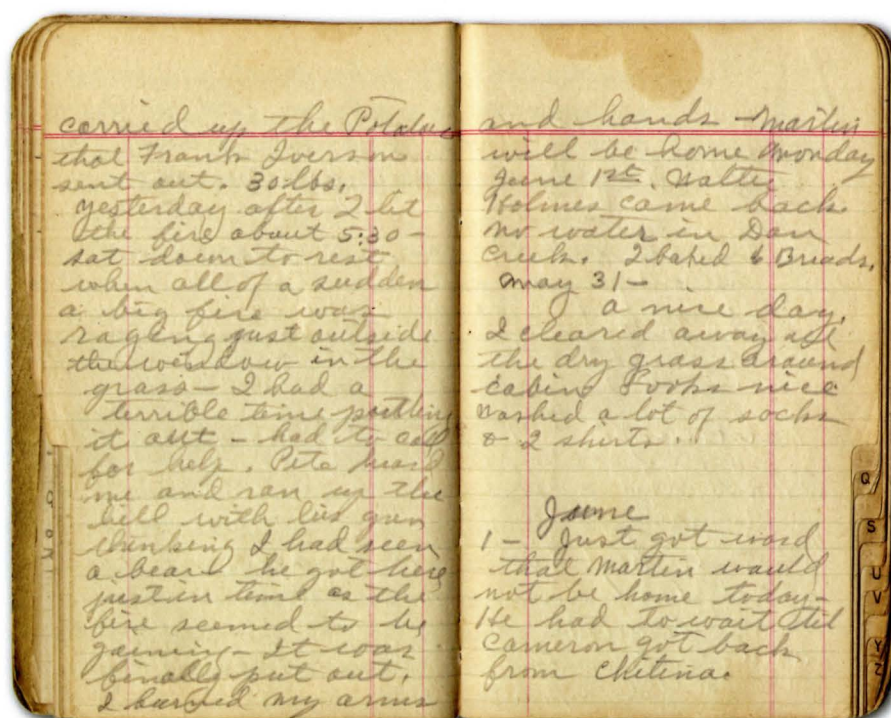 carried up the Potatoes
that Frank Iverson
sent out. 30 lbs.
yesterday after I lit
the fire about 5:30 -
sat down to rest
when all of a sudden
a big fire was
raging just outside
the window in the
grass - I had a
terrible time putting
it out - had to call
for help. Pete heard
me and ran up the
hill with his gun
thinking I had seen
a bear he got here
just in time as the
fire seemed to be
gaining - It was
finally put out.
I burned my arms
and hands - Martin
will be home monday
June 1st. Walter
Holmes came back.
no water in Dan
Creek. I baked 6 Breads.
May 31 -
a nice day.
I cleared away all
the dry grass around
cabin Looks nice
washed a lot of socks
& 2 shirts.
June
1 - Just got word
that Martin would
not be home today -
He had to wait till
Cameron got back
from Chitina.
Q
S
U
V
Y
Z